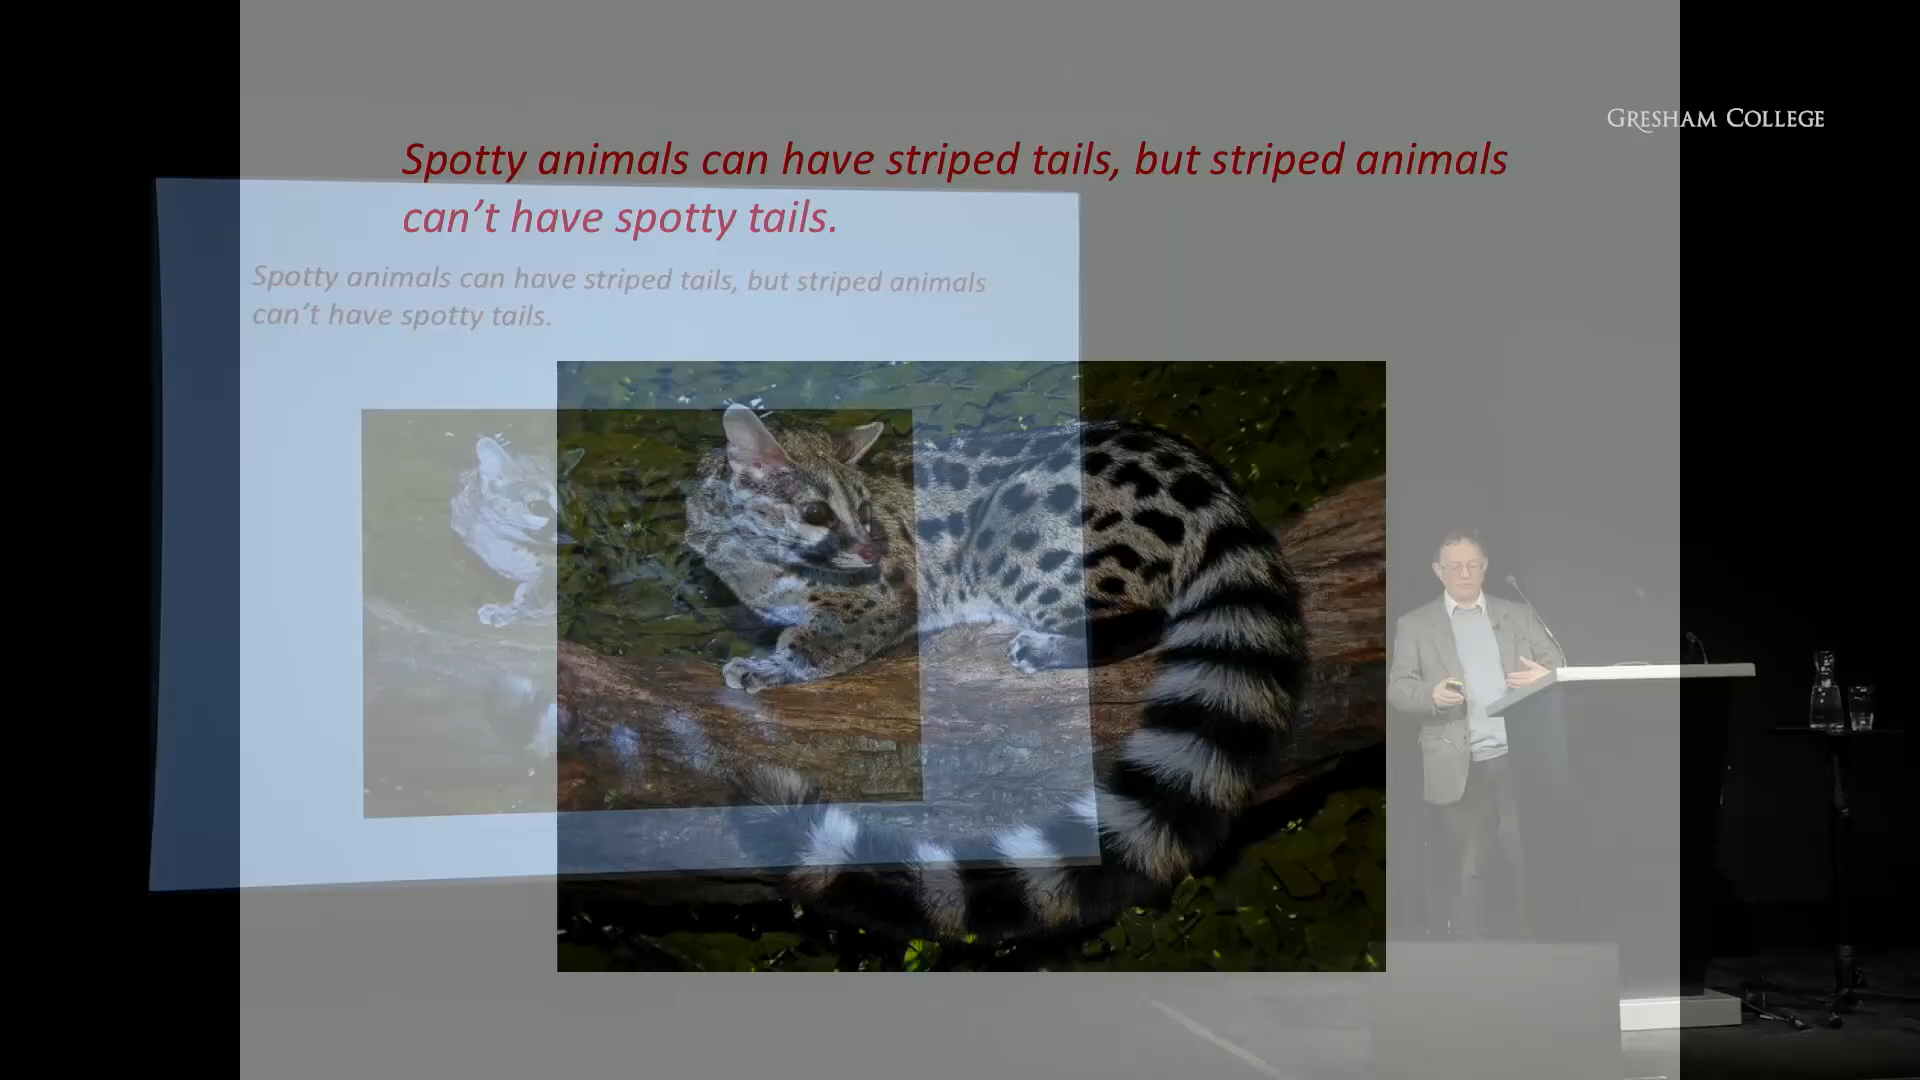 GRESHAM COLLEGE
Spotty animals can have striped tails, but striped animals
can’t have spotty tails.
Spotty animals can have striped tails, but striped animals
can’t have spotty tails.